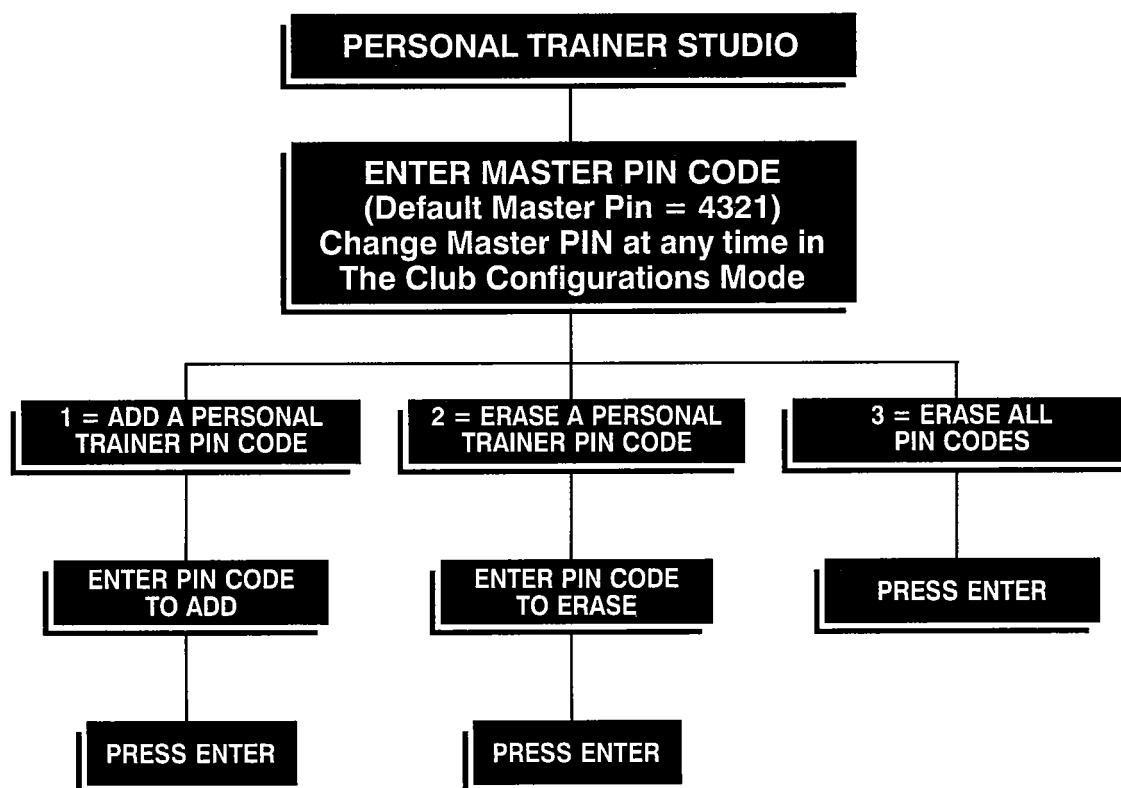 PERSONAL TRAINER STUDIO
ENTER MASTER PIN CODE
(Default Master Pin = 4321)
Change Master PIN at any time in
The Club Configurations Mode
1 = ADD A PERSONAL
TRAINER PIN CODE
2 = ERASE A PERSONAL
TRAINER PIN CODE
3 = ERASE ALL
PIN CODES
ENTER PIN CODE
TO ADD
ENTER PIN CODE
TO ERASE
PRESS ENTER
PRESS ENTER
PRESS ENTER